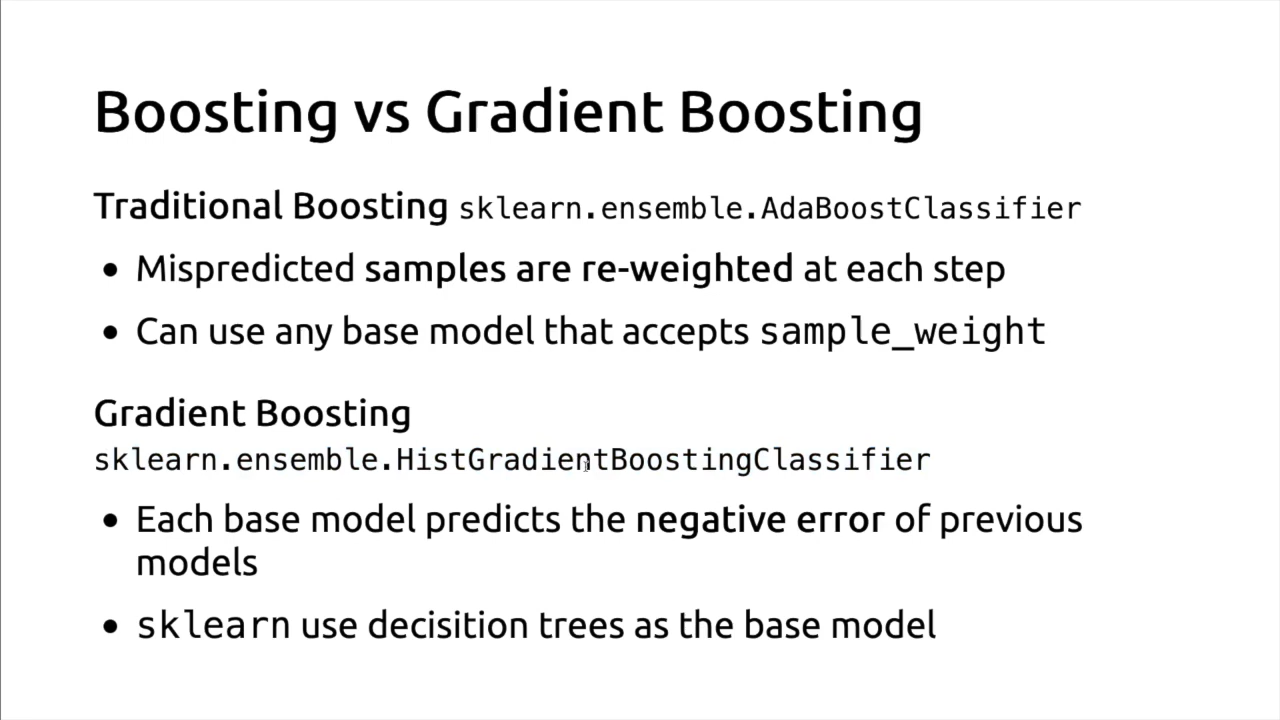 Boosting vs Gradient Boosting
Traditional Boosting sklearn.ensemble.AdaBoostClassifier
• Mispredicted samples are re-weighted at each step
• Can use any base model that accepts sample_weight
Gradient Boosting
sklearn.ensemble.HistGradientBoostingClassifier
• Each base model predicts the negative error of previous
models
• sklearn use decisition trees as the base model